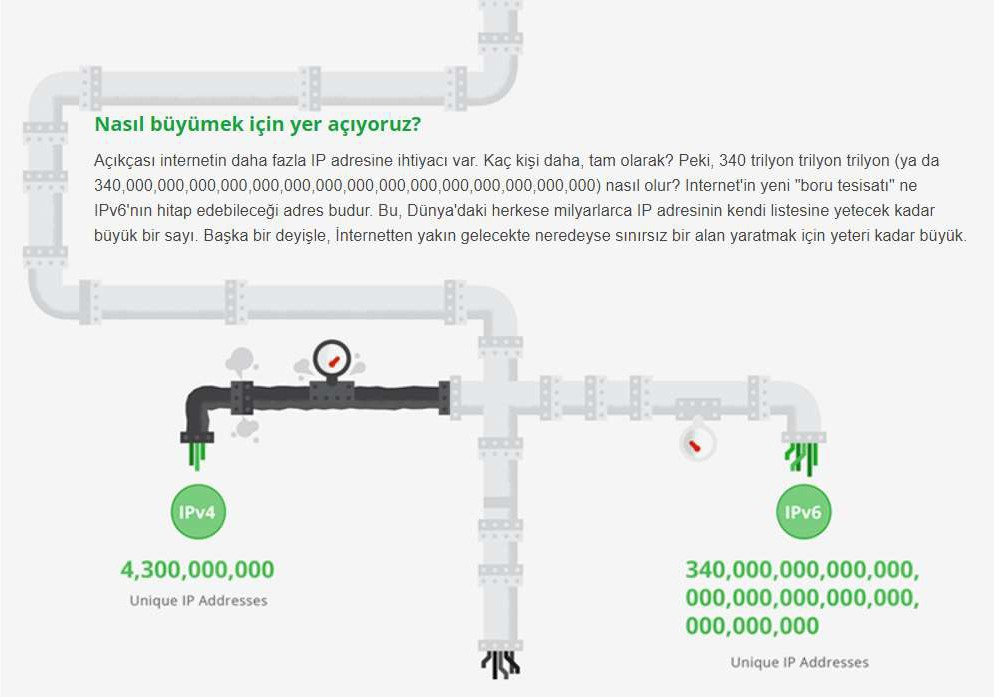 Nasıl büyümek için yer açıyoruz?
Açıkçası internetin daha fazla IP adresine ihtiyacı var. Kaç kişi daha, tam olarak? Peki, 340 trilyon trilyon trilyon (ya da
340,000,000,000,000,000,000,000,000,000,000,000,000,000,000,000) nasıl olur? Internet'in yeni "boru tesisatı" ne
IPv6'nın hitap edebileceği adres budur. Bu, Dünya'daki herkese milyarlarca IP adresinin kendi listesine yetecek kadar
büyük bir sayı. Başka bir deyişle, İnternetten yakın gelecekte neredeyse sınırsız bir alan yaratmak için yeteri kadar büyük.
IPv4
4,300,000,000
Unique IP Addresses
IPv6
340,000,000,000,000,
000,000,000,000,000,
000,000,000
Unique IP Addresses